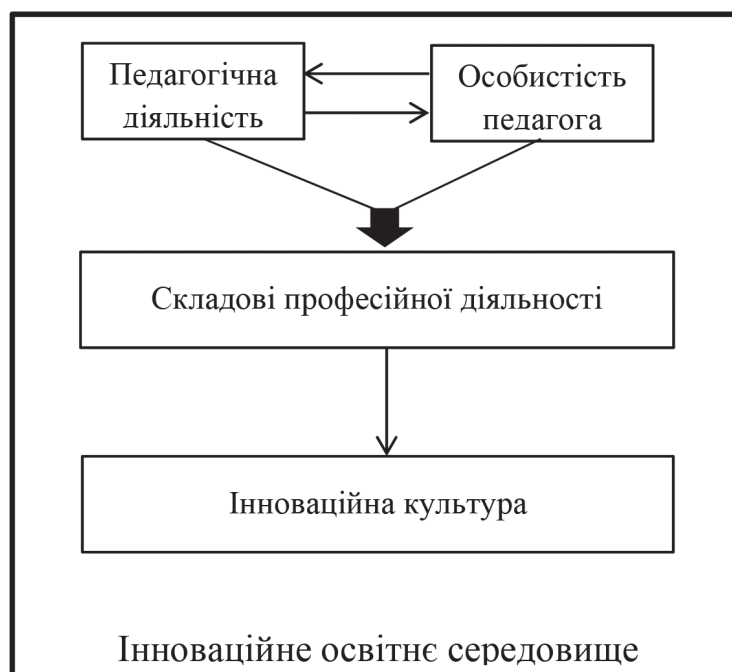 Педагогічна
діяльність
Особистість
педагога
Складові професійної діяльності
Інноваційна культура
Інноваційне освітнє середовище